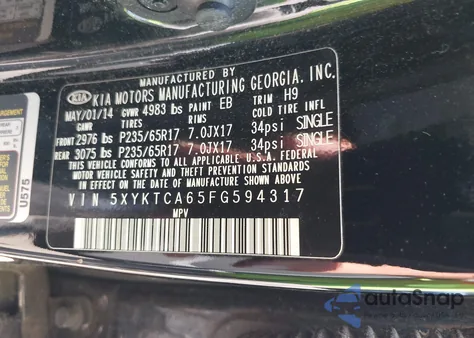 MANUFACTURED BY
KIA KIA MOTORS MANUFACTURING GEORGIA. INC.
MAY/01/14 GVWR 4983 lbs PAINT EB TRIM H9
GAWR TIRES RIMS COLD TIRE INFL
FRONT 2976 lbs P235/65R17 7.0JX17 34psi SINGLE
REAR 3075 lbs P235/65R17 7.0JX17 34psi SINGLE
THIS VEHICLE CONFORMS TO ALL APPLICABLE U.S.A. FEDERAL
MOTOR VEHICLE SAFETY, BUMPER, AND THEFT
PREVENTION STANDARDS IN EFFECT ON THE DATE OF
MANUFACTURE SHOWN ABOVE.
VIN 5XYKTCA65FG594317
MPV
U575
autoSnap